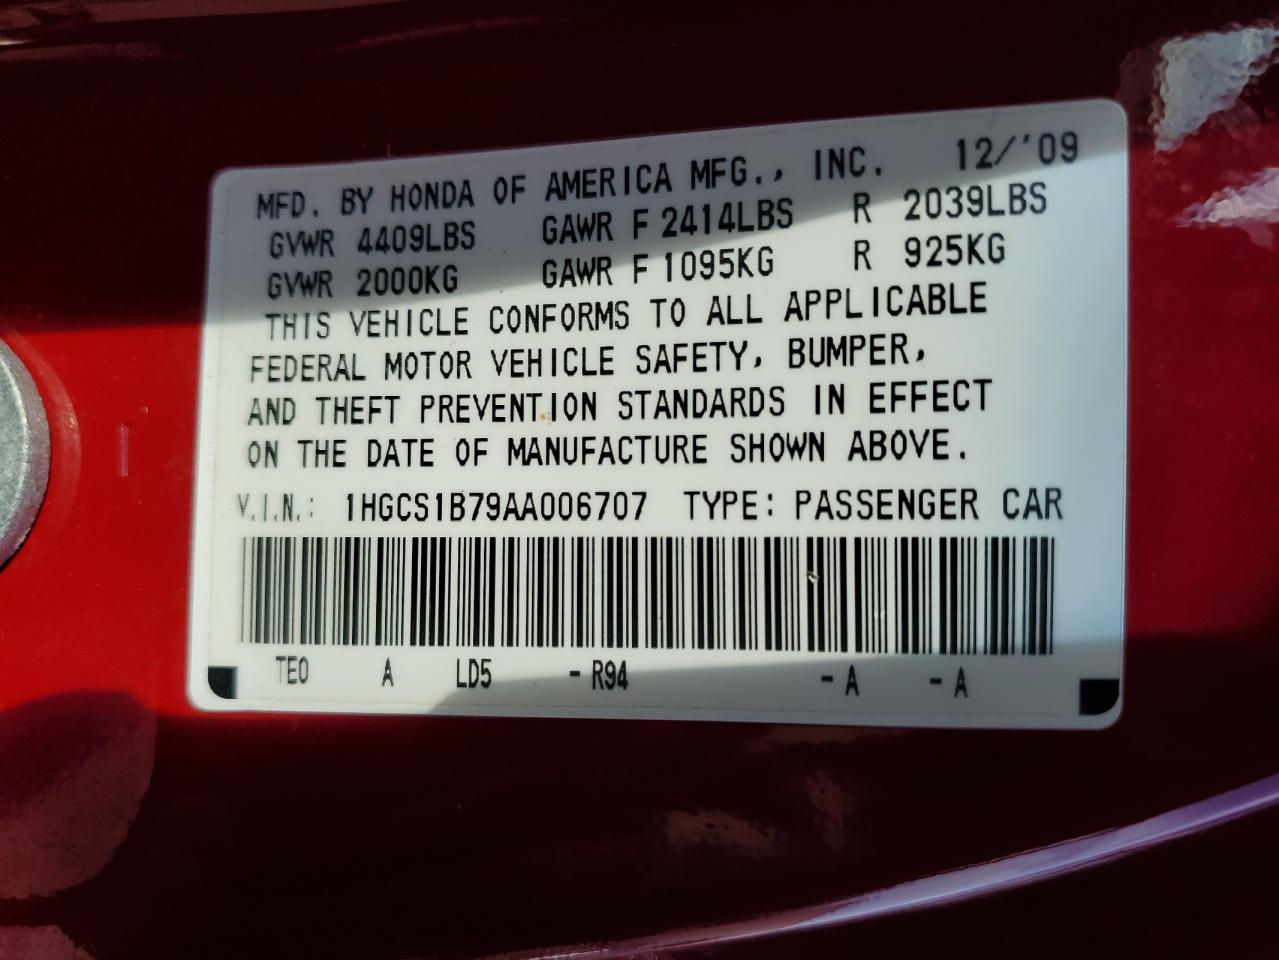 MFD. BY HONDA OF AMERICA MFG., INC. 12/'09
GVWR 4409LBS GAWR F 2414LBS R 2039LBS
GVWR 2000KG GAWR F 1095KG R 925KG
THIS VEHICLE CONFORMS TO ALL APPLICABLE
FEDERAL MOTOR VEHICLE SAFETY, BUMPER,
AND THEFT PREVENTION STANDARDS IN EFFECT
ON THE DATE OF MANUFACTURE SHOWN ABOVE.
V.I.N.: 1HGCS1B79AA006707 TYPE: PASSENGER CAR
TE0 A LD5 - R94 - A - A